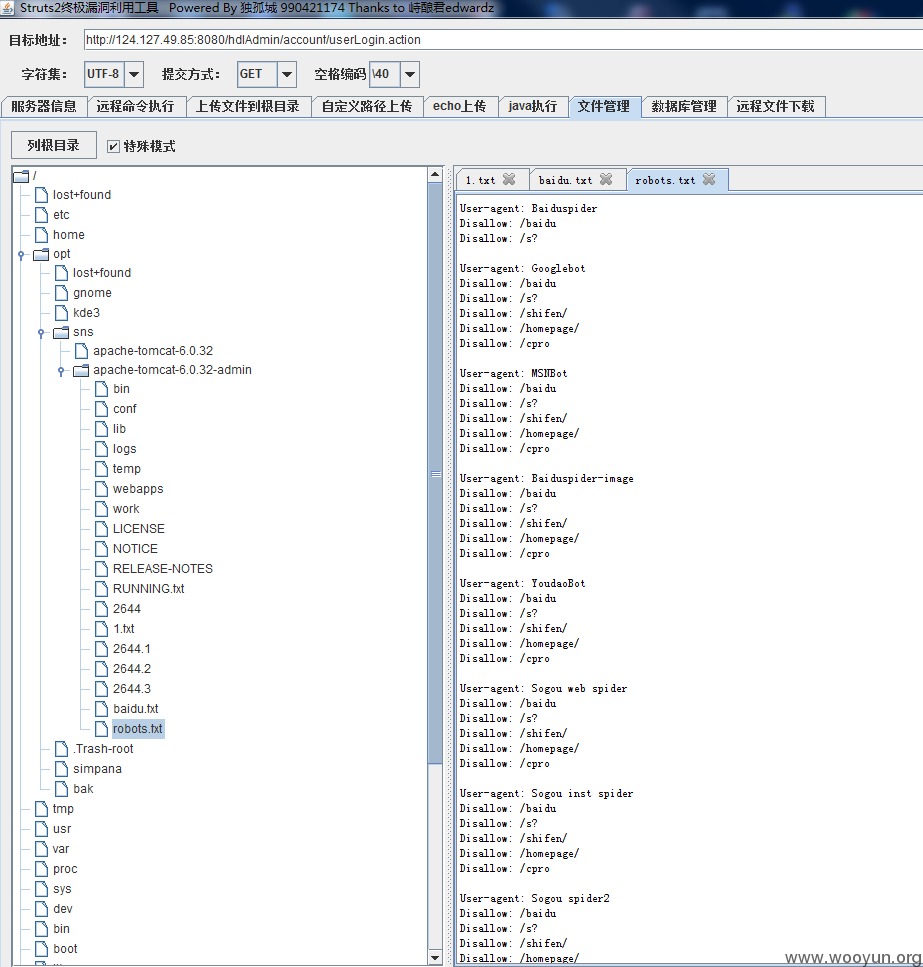 Struts2终极漏洞利用工具 Powered By 独孤城 990421174 Thanks to 峙酿君edwardz
目标地址: http://124.127.49.85:8080/hdlAdmin/account/userLogin.action
字符集: UTF-8 提交方式: GET 空格编码 \40
服务器信息 远程命令执行 上传文件到根目录 自定义路径上传 echo上传 java执行 文件管理 数据库管理 远程文件下载
列根目录 特殊模式
/
lost+found
etc
home
opt
lost+found
gnome
kde3
sns
apache-tomcat-6.0.32
apache-tomcat-6.0.32-admin
bin
conf
lib
logs
temp
webapps
work
LICENSE
NOTICE
RELEASE-NOTES
RUNNING.txt
2644
1.txt
2644.1
2644.2
2644.3
baidu.txt
robots.txt
.Trash-root
simpana
bak
tmp
usr
var
proc
sys
dev
bin
boot
1.txt baidu.txt robots.txt
User-agent: Baiduspider
Disallow: /baidu
Disallow: /s?
User-agent: Googlebot
Disallow: /baidu
Disallow: /s?
Disallow: /shifen/
Disallow: /homepage/
Disallow: /cpro
User-agent: MSNBot
Disallow: /baidu
Disallow: /s?
Disallow: /shifen/
Disallow: /homepage/
Disallow: /cpro
User-agent: Baiduspider-image
Disallow: /baidu
Disallow: /s?
Disallow: /shifen/
Disallow: /homepage/
Disallow: /cpro
User-agent: YoudaoBot
Disallow: /baidu
Disallow: /s?
Disallow: /shifen/
Disallow: /homepage/
Disallow: /cpro
User-agent: Sogou web spider
Disallow: /baidu
Disallow: /s?
Disallow: /shifen/
Disallow: /homepage/
Disallow: /cpro
User-agent: Sogou inst spider
Disallow: /baidu
Disallow: /s?
Disallow: /shifen/
Disallow: /homepage/
Disallow: /cpro
User-agent: Sogou spider2
Disallow: /baidu
Disallow: /s?
Disallow: /shifen/
Disallow: /homepage/
www.wooyun.org